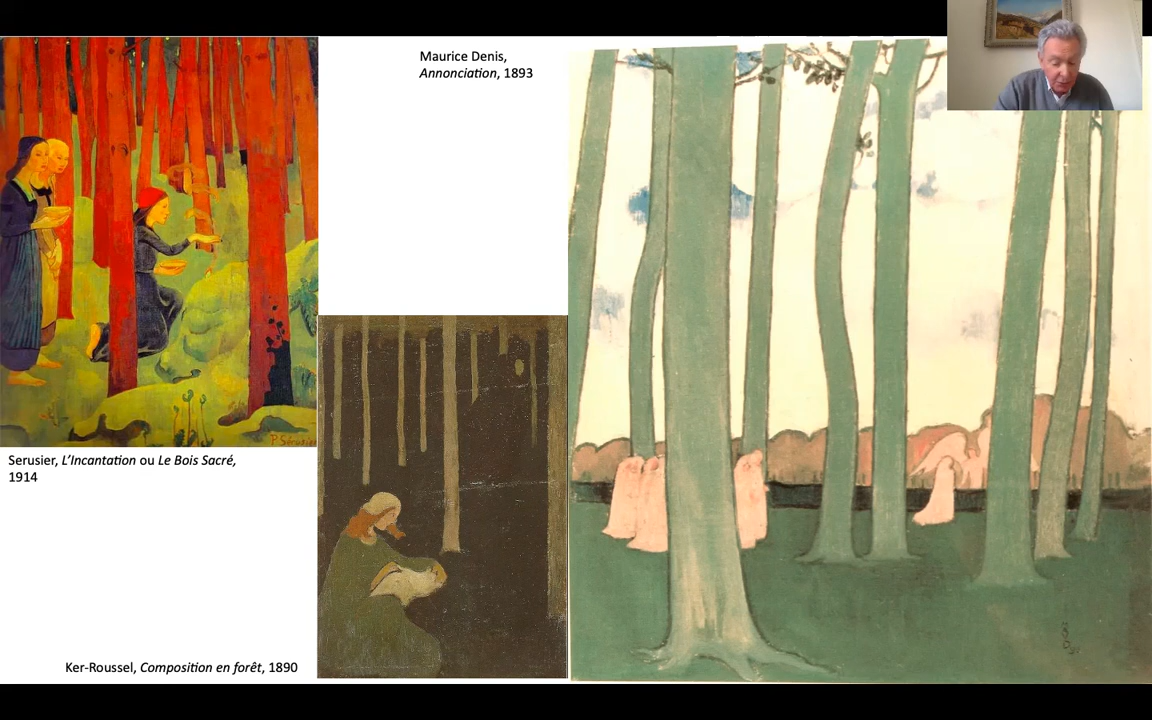 Maurice Denis,
Annonciation, 1893
P. Sérusier
Serusier, L'Incantation ou Le Bois Sacré,
1914
Ker-Roussel, Composition en forêt, 1890